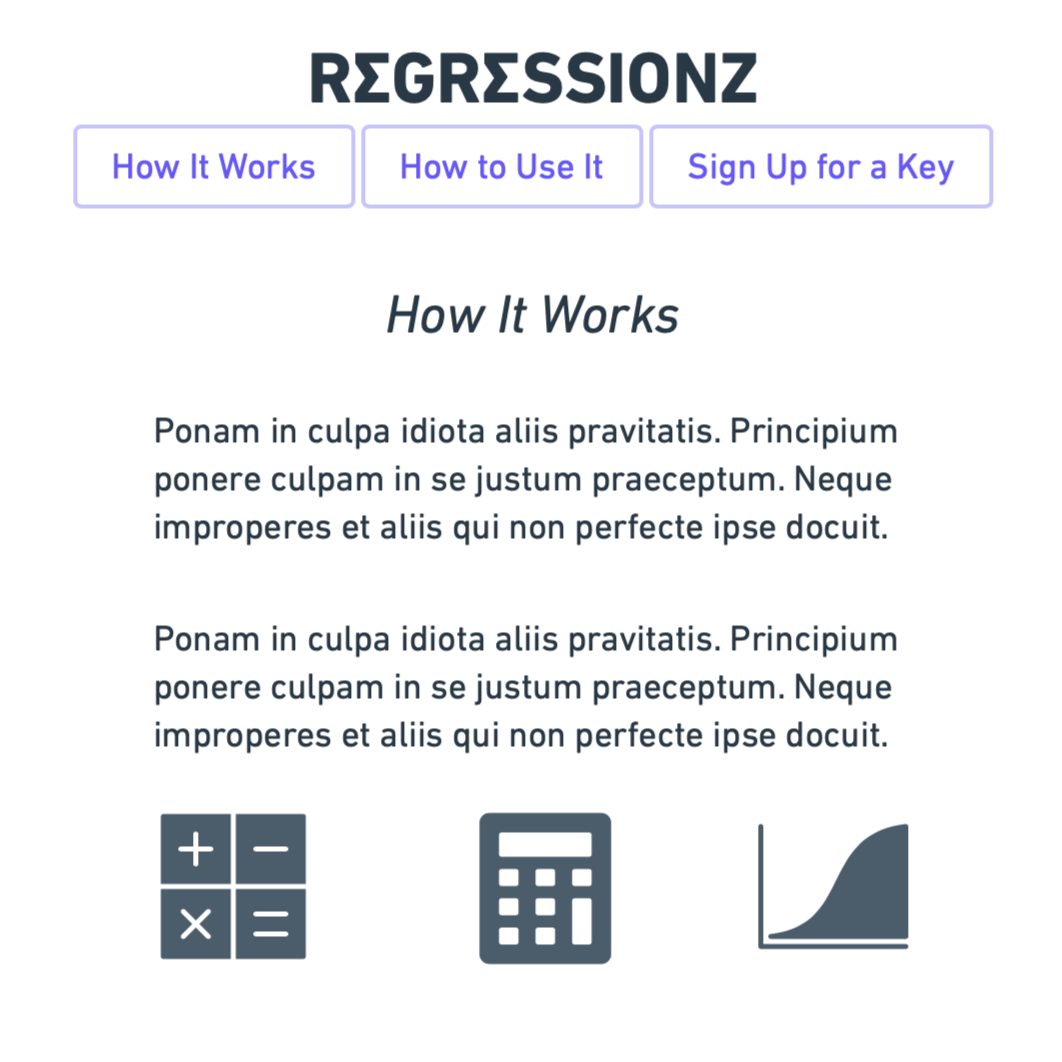 RΣGRΣSSIONZ
How It Works
How to Use It
Sign Up for a Key
How It Works
Ponam in culpa idiota aliis pravitatis. Principium
ponere culpam in se justum praeceptum. Neque
improperes et aliis qui non perfecte ipse docuit.
Ponam in culpa idiota aliis pravitatis. Principium
ponere culpam in se justum praeceptum. Neque
improperes et aliis qui non perfecte ipse docuit.